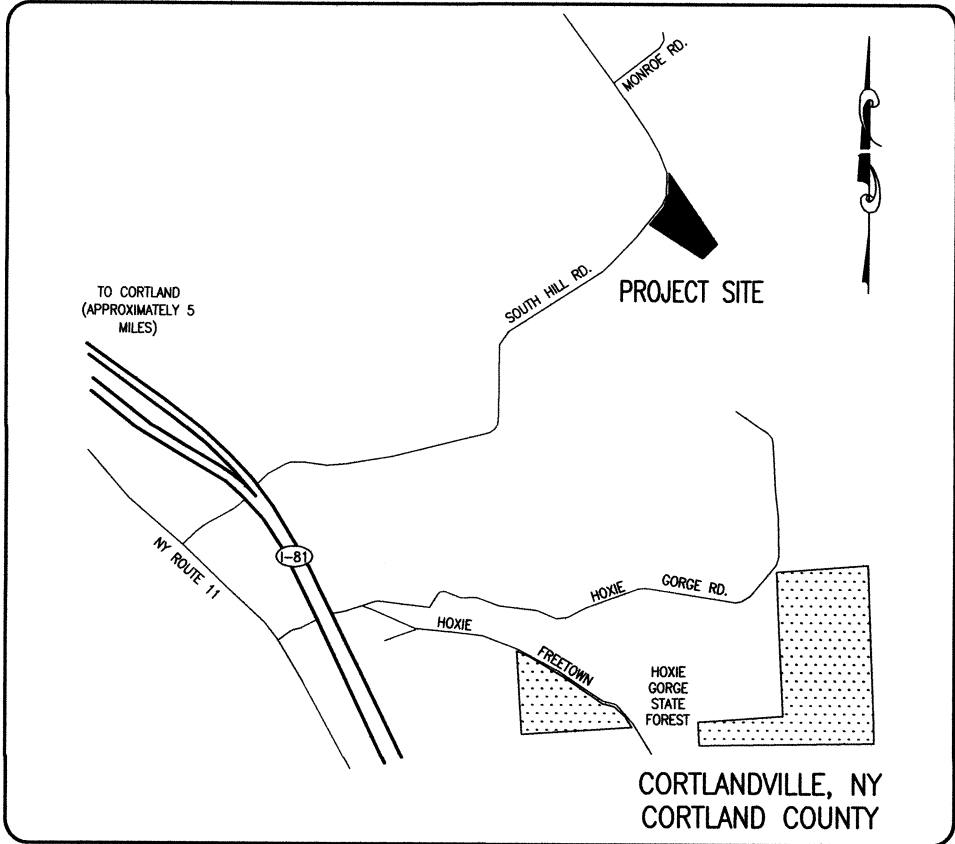 MONROE RD.
PROJECT SITE
SOUTH HILL RD.
TO CORTLAND
(APPROXIMATELY 5
MILES)
I-81
NY ROUTE 11
HOXIE GORGE RD.
HOXIE FREETOWN
HOXIE
GORGE
STATE
FOREST
CORTLANDVILLE, NY
CORTLAND COUNTY